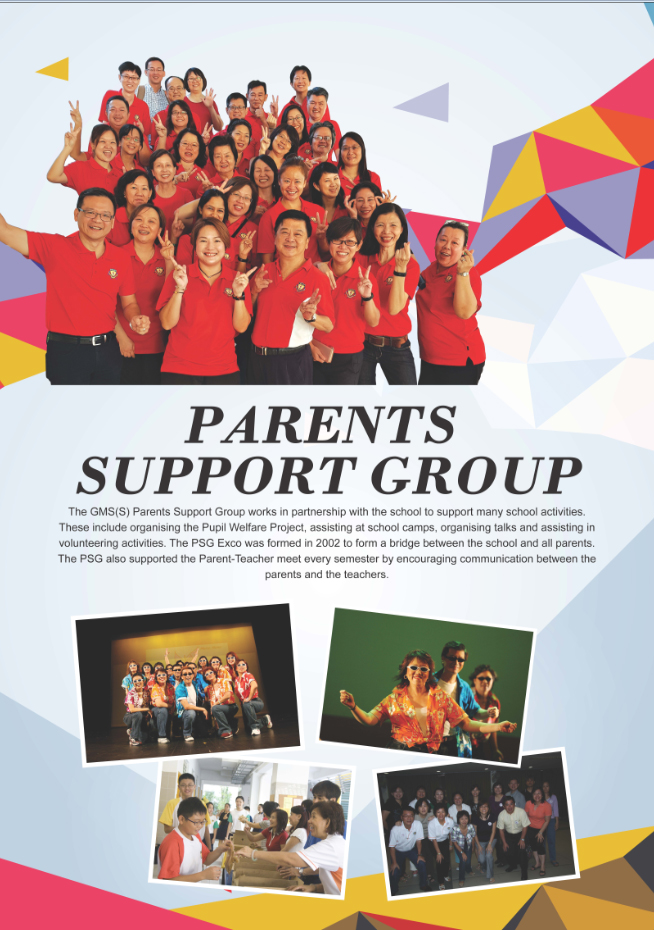 PARENTS
SUPPORT GROUP
The GMS(S) Parents Support Group works in partnership with the school to support many school activities.
These include organising the Pupil Welfare Project, assisting at school camps, organising talks and assisting in
volunteering activities. The PSG Exco was formed in 2002 to form a bridge between the school and all parents.
The PSG also supported the Parent-Teacher meet every semester by encouraging communication between the
parents and the teachers.